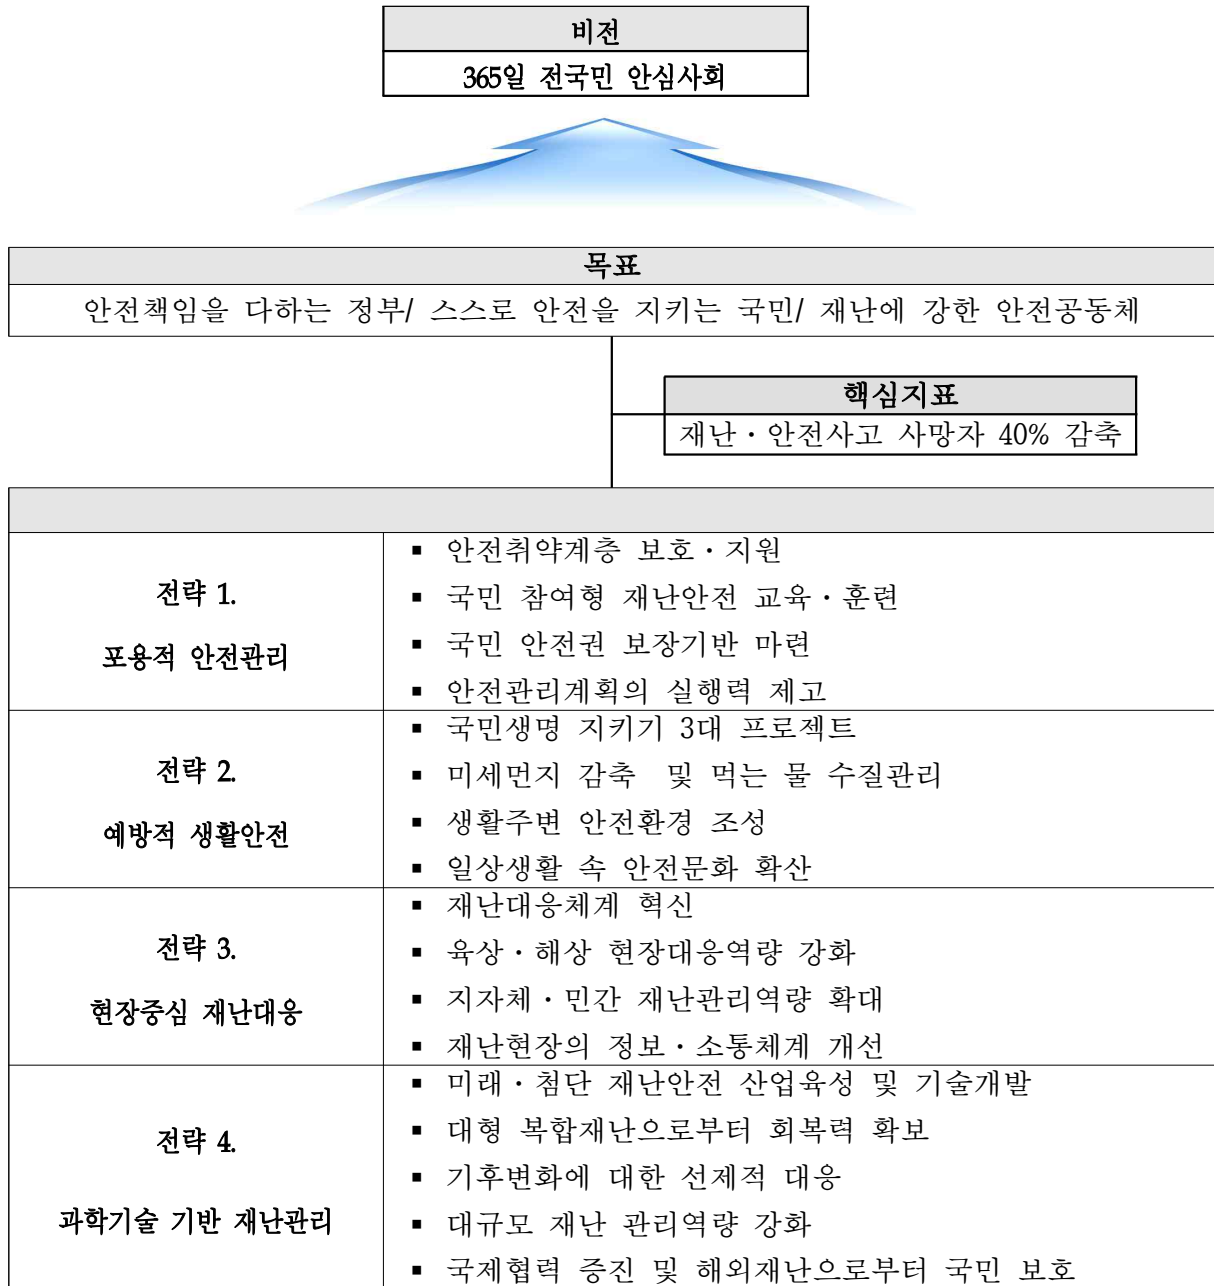 비전
365일 전국민 안심사회
목표
안전책임을 다하는 정부/ 스스로 안전을 지키는 국민/ 재난에 강한 안전공동체
핵심지표
재난・안전사고 사망자 40% 감축
전략 1.
포용적 안전관리
▪ 안전취약계층 보호・지원
▪ 국민 참여형 재난안전 교육・훈련
▪ 국민 안전권 보장기반 마련
▪ 안전관리계획의 실행력 제고
전략 2.
예방적 생활안전
▪ 국민생명 지키기 3대 프로젝트
▪ 미세먼지 감축 및 먹는 물 수질관리
▪ 생활주변 안전환경 조성
▪ 일상생활 속 안전문화 확산
전략 3.
현장중심 재난대응
▪ 재난대응체계 혁신
▪ 육상・해상 현장대응역량 강화
▪ 지자체・민간 재난관리역량 확대
▪ 재난현장의 정보・소통체계 개선
전략 4.
과학기술 기반 재난관리
▪ 미래・첨단 재난안전 산업육성 및 기술개발
▪ 대형 복합재난으로부터 회복력 확보
▪ 기후변화에 대한 선제적 대응
▪ 대규모 재난 관리역량 강화
▪ 국제협력 증진 및 해외재난으로부터 국민 보호